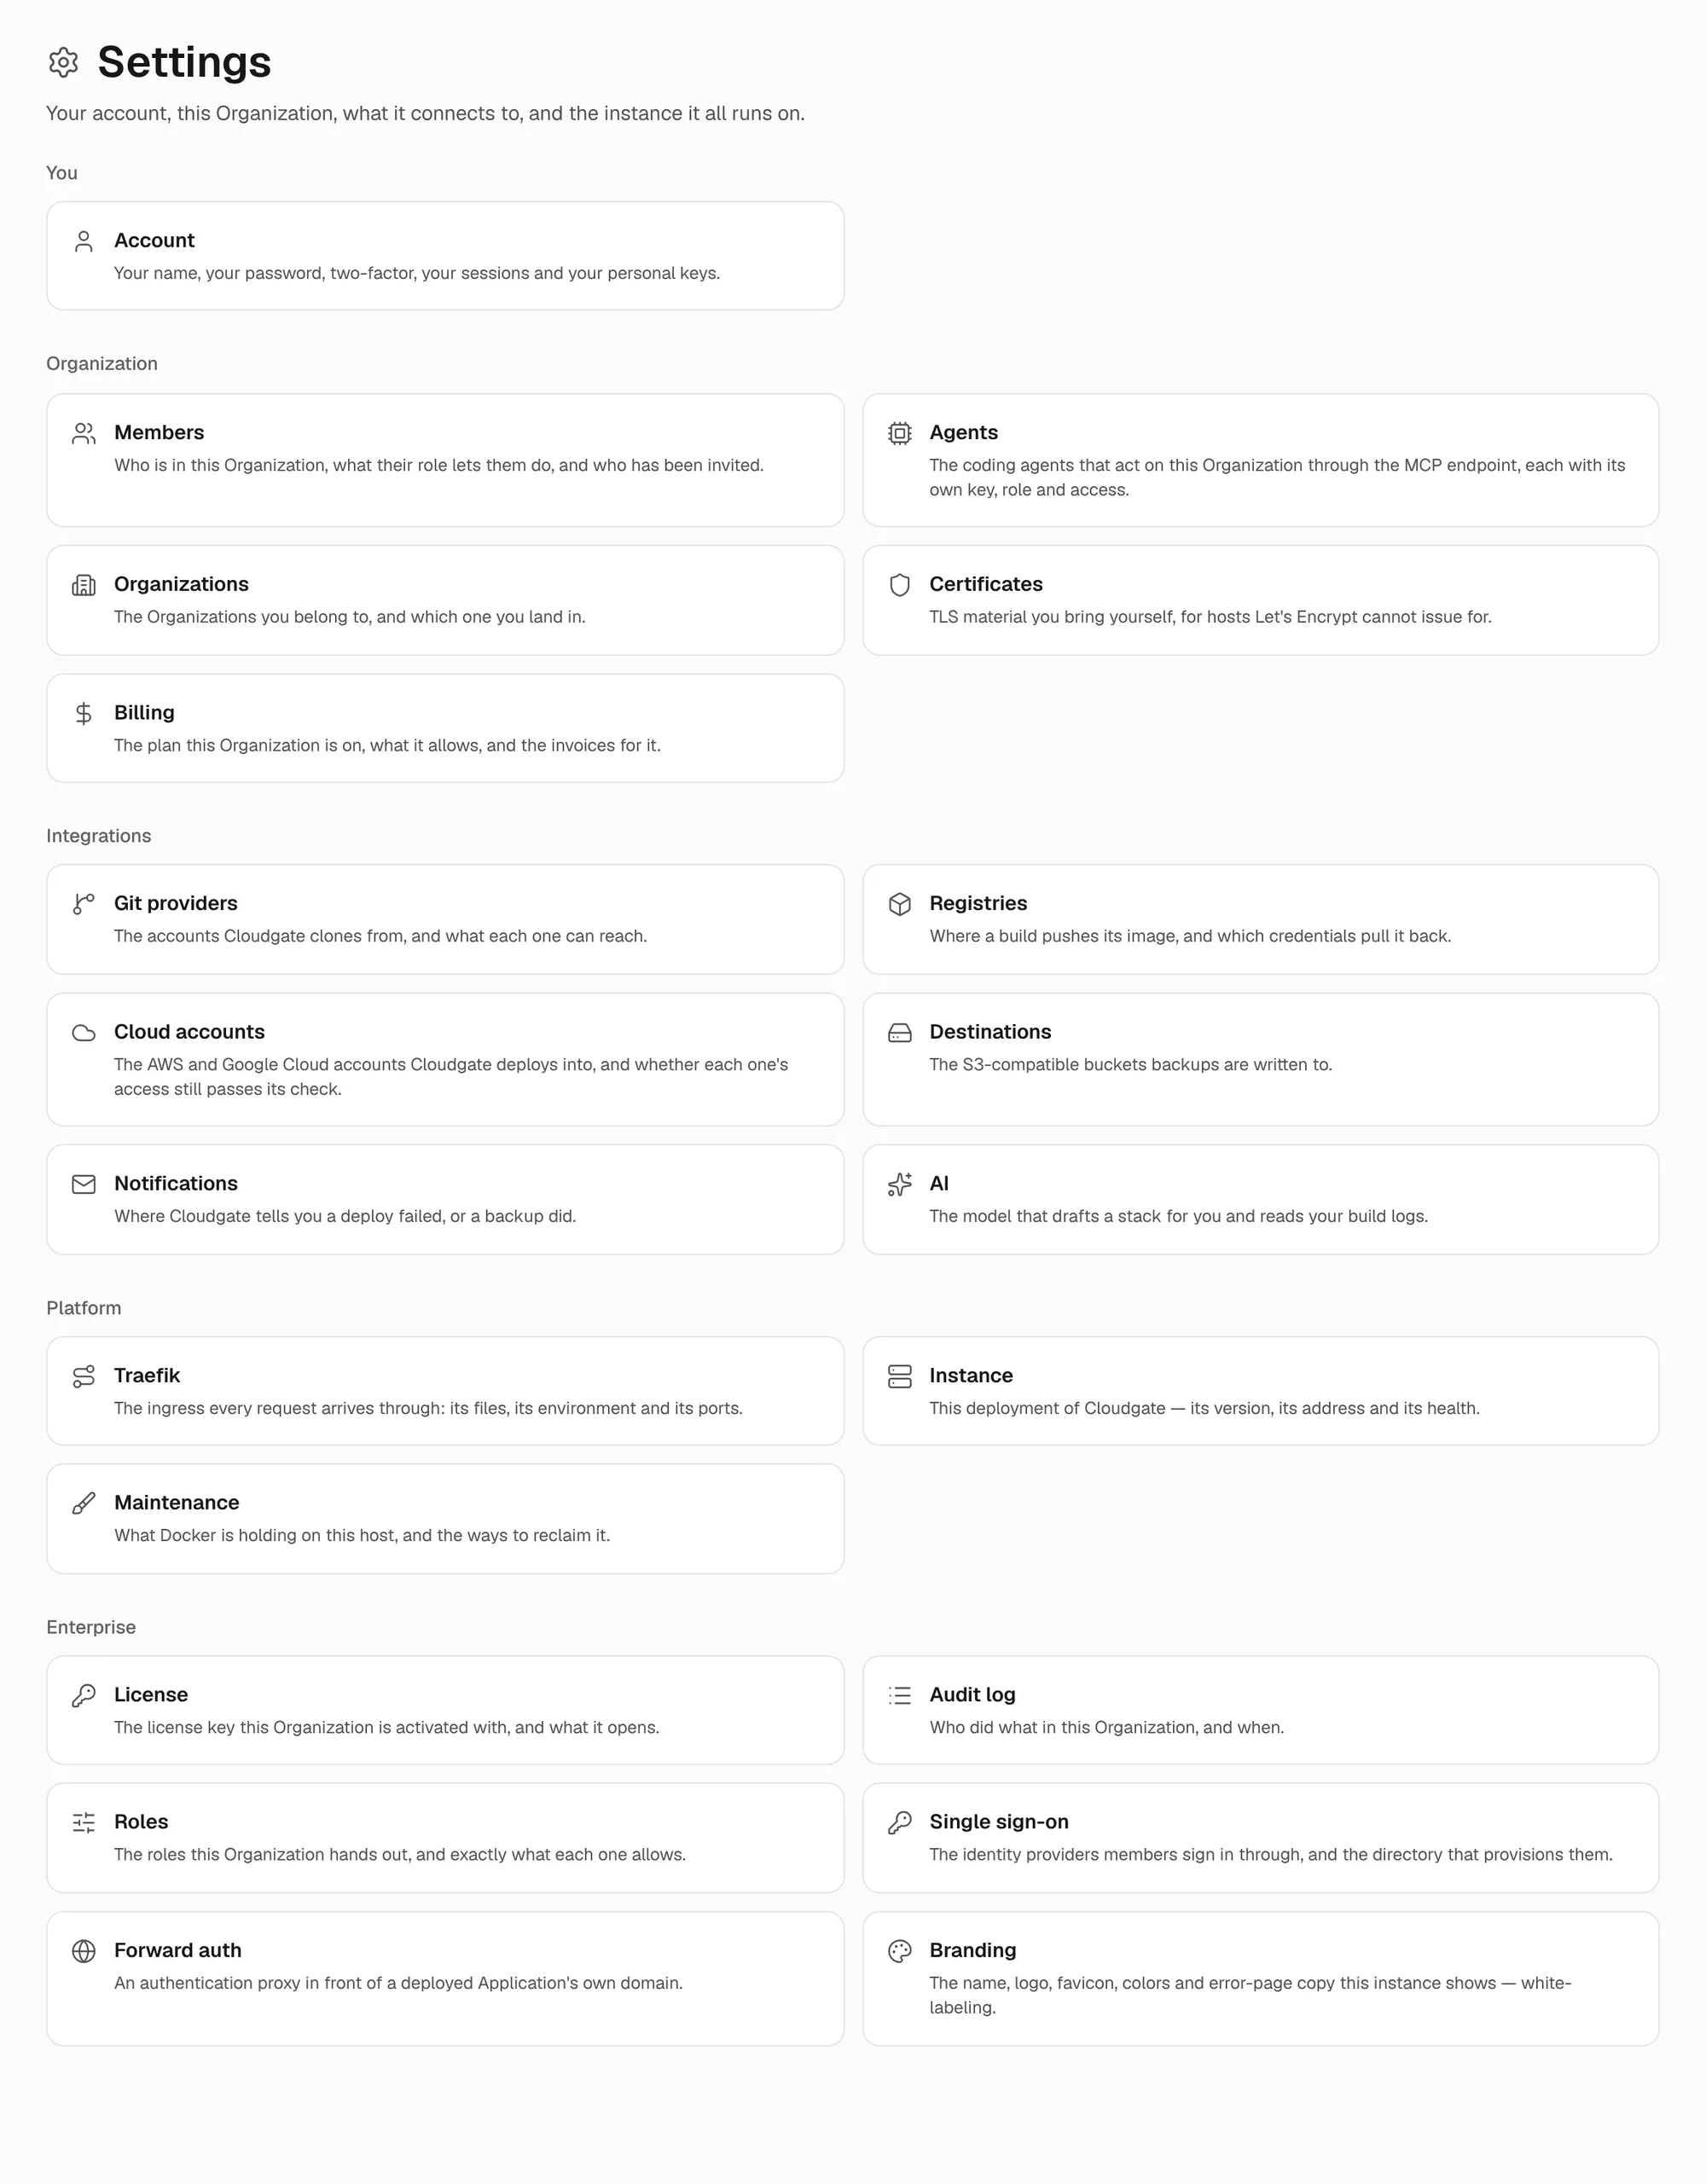 Settings
Your account, this Organization, what it connects to, and the instance it all runs on.
You
Account
Your name, your password, two-factor, your sessions and your personal keys.
Organization
Members
Who is in this Organization, what their role lets them do, and who has been invited.
Agents
The coding agents that act on this Organization through the MCP endpoint, each with its
own key, role and access.
Organizations
The Organizations you belong to, and which one you land in.
Certificates
TLS material you bring yourself, for hosts Let's Encrypt cannot issue for.
Billing
The plan this Organization is on, what it allows, and the invoices for it.
Integrations
Git providers
The accounts Cloudgate clones from, and what each one can reach.
Registries
Where a build pushes its image, and which credentials pull it back.
Cloud accounts
The AWS and Google Cloud accounts Cloudgate deploys into, and whether each one's
access still passes its check.
Destinations
The S3-compatible buckets backups are written to.
Notifications
Where Cloudgate tells you a deploy failed, or a backup did.
AI
The model that drafts a stack for you and reads your build logs.
Platform
Traefik
The ingress every request arrives through: its files, its environment and its ports.
Instance
This deployment of Cloudgate — its version, its address and its health.
Maintenance
What Docker is holding on this host, and the ways to reclaim it.
Enterprise
License
The license key this Organization is activated with, and what it opens.
Audit log
Who did what in this Organization, and when.
Roles
The roles this Organization hands out, and exactly what each one allows.
Single sign-on
The identity providers members sign in through, and the directory that provisions them.
Forward auth
An authentication proxy in front of a deployed Application's own domain.
Branding
The name, logo, favicon, colors and error-page copy this instance shows — white-
labeling.